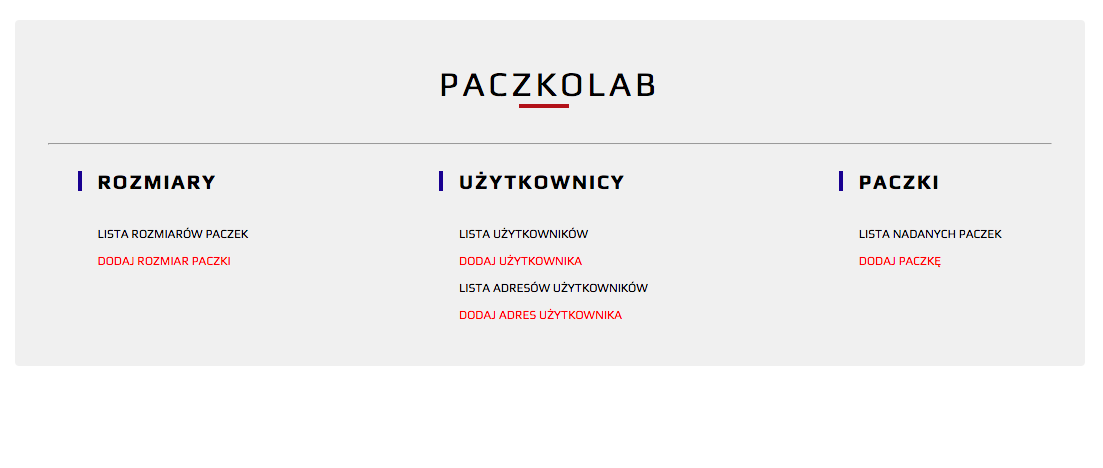 PACZKOLAB
ROZMIARY
LISTA ROZMIARÓW PACZEK
DODAJ ROZMIAR PACZKI
UŻYTKOWNICY
LISTA UŻYTKOWNIKÓW
DODAJ UŻYTKOWNIKA
LISTA ADRESÓW UŻYTKOWNIKÓW
DODAJ ADRES UŻYTKOWNIKA
PACZKI
LISTA NADANYCH PACZEK
DODAJ PACZKĘ